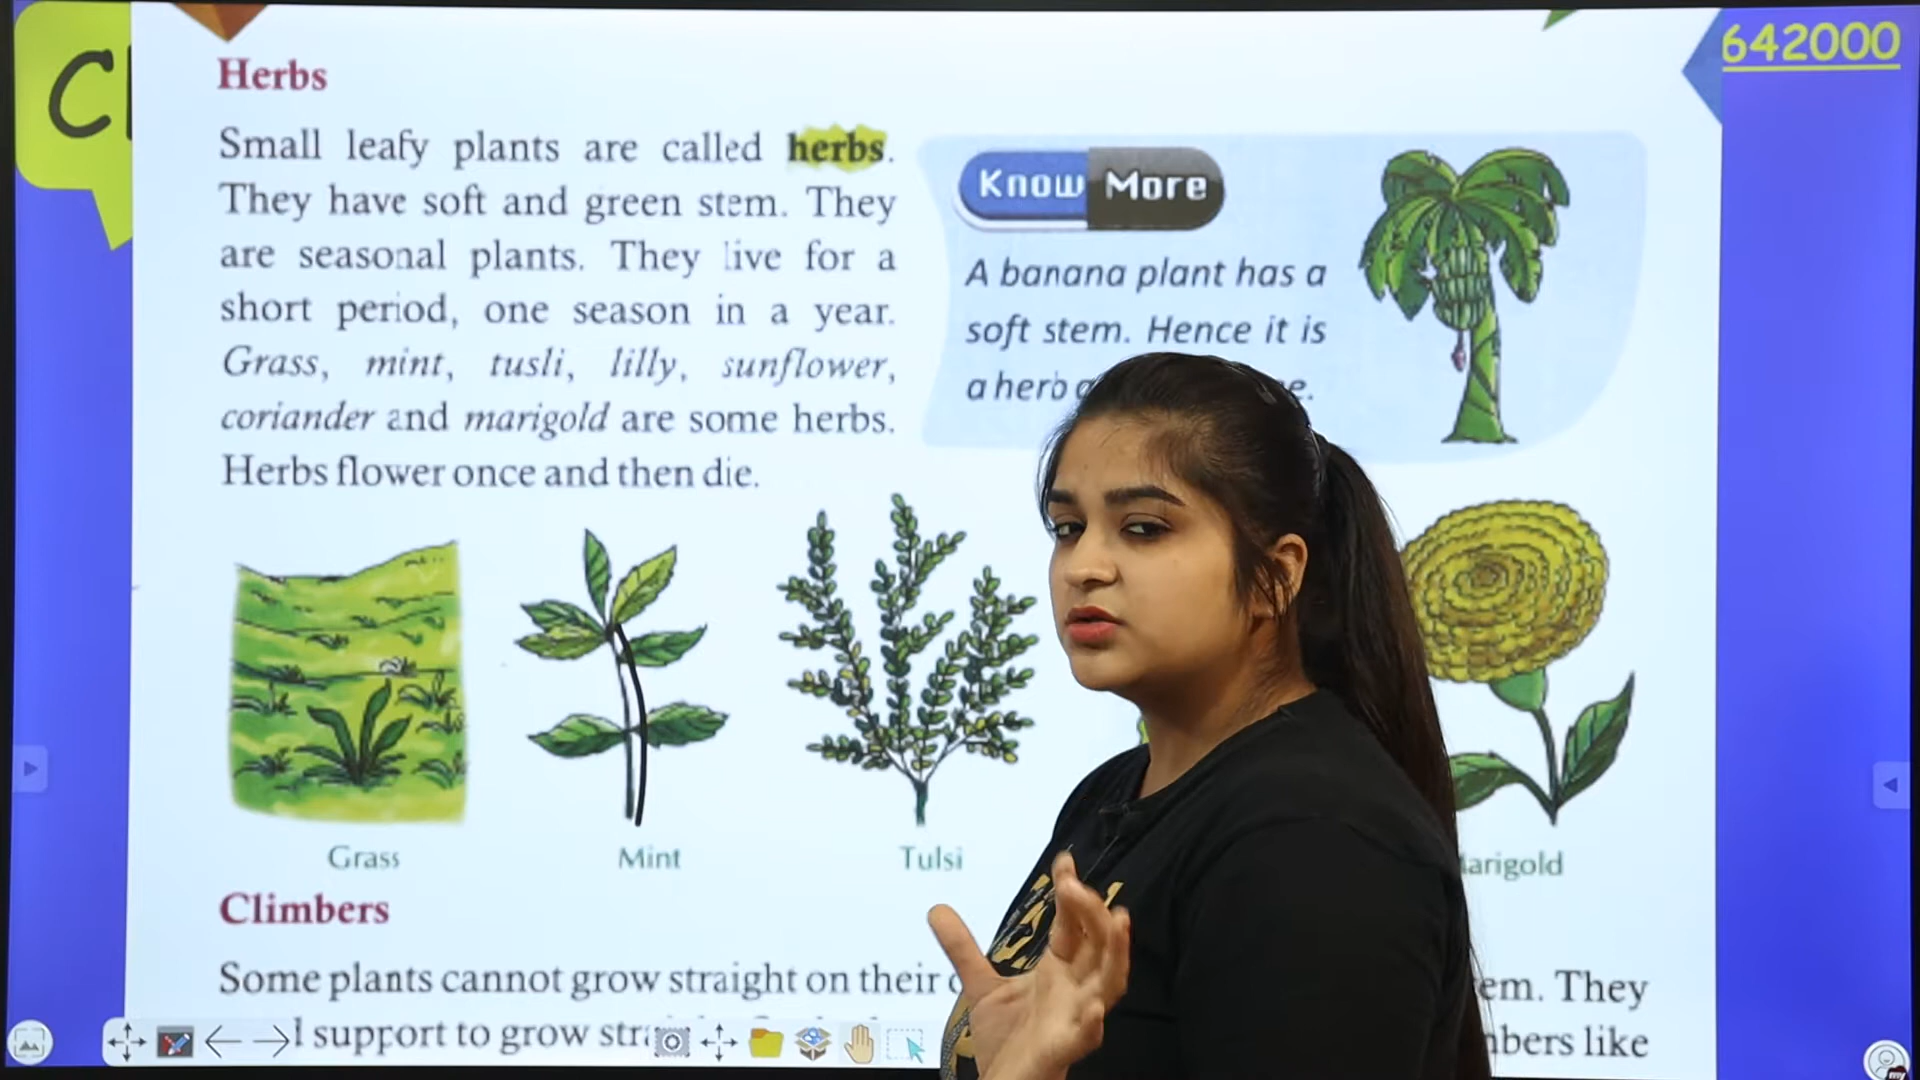 642000
Herbs
Small leafy plants are called herbs.
They have soft and green stem. They
are seasonal plants. They live for a
short period, one season in a year.
Grass, mint, tusli, lilly, sunflower,
coriander and marigold are some herbs.
Herbs flower once and then die.
Know More
A banana plant has a
soft stem. Hence it is
a herb
Grass
Mint
Tulsi
arigold
Climbers
Some plants cannot grow straight on their
em. They
support to grow
bers like